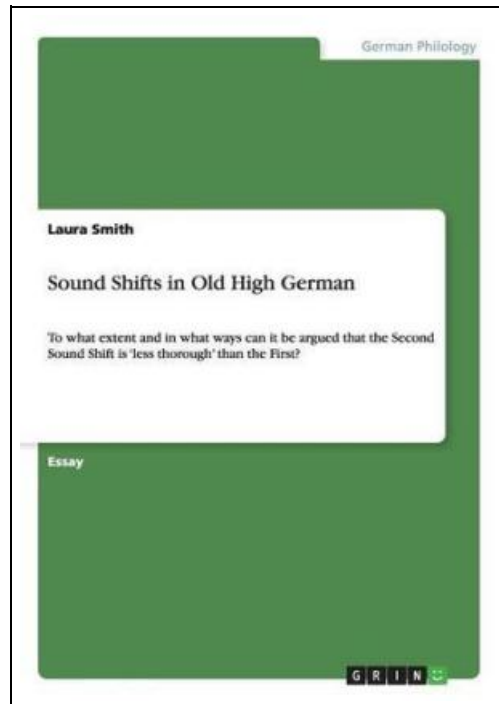 German Philology
Laura Smith
Sound Shifts in Old High German
To what extent and in what ways can it be argued that the Second
Sound Shift is 'less thorough' than the First?
Essay
GRIN